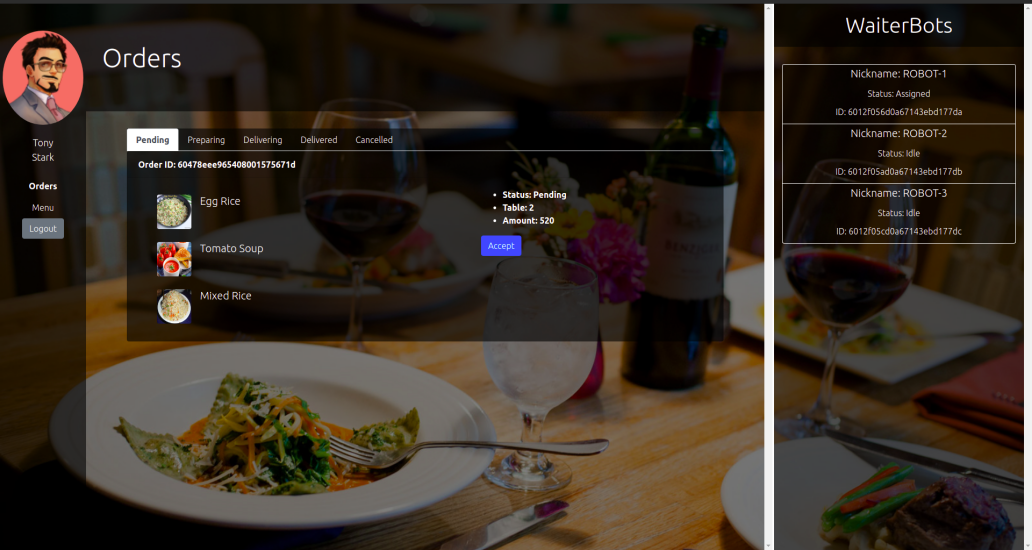 Orders
Tony
Stark
Orders
Menu
Logout
Pending Preparing Delivering Delivered Cancelled
Order ID: 60478eee965408001575671d
Egg Rice
Tomato Soup
Mixed Rice
Status: Pending
Table: 2
Amount: 520
Accept
WaiterBots
Nickname: ROBOT-1
Status: Assigned
ID: 6012f056d0a67143ebd177da
Nickname: ROBOT-2
Status: Idle
ID: 6012f05ad0a67143ebd177db
Nickname: ROBOT-3
Status: Idle
ID: 6012f05cd0a67143ebd177dc